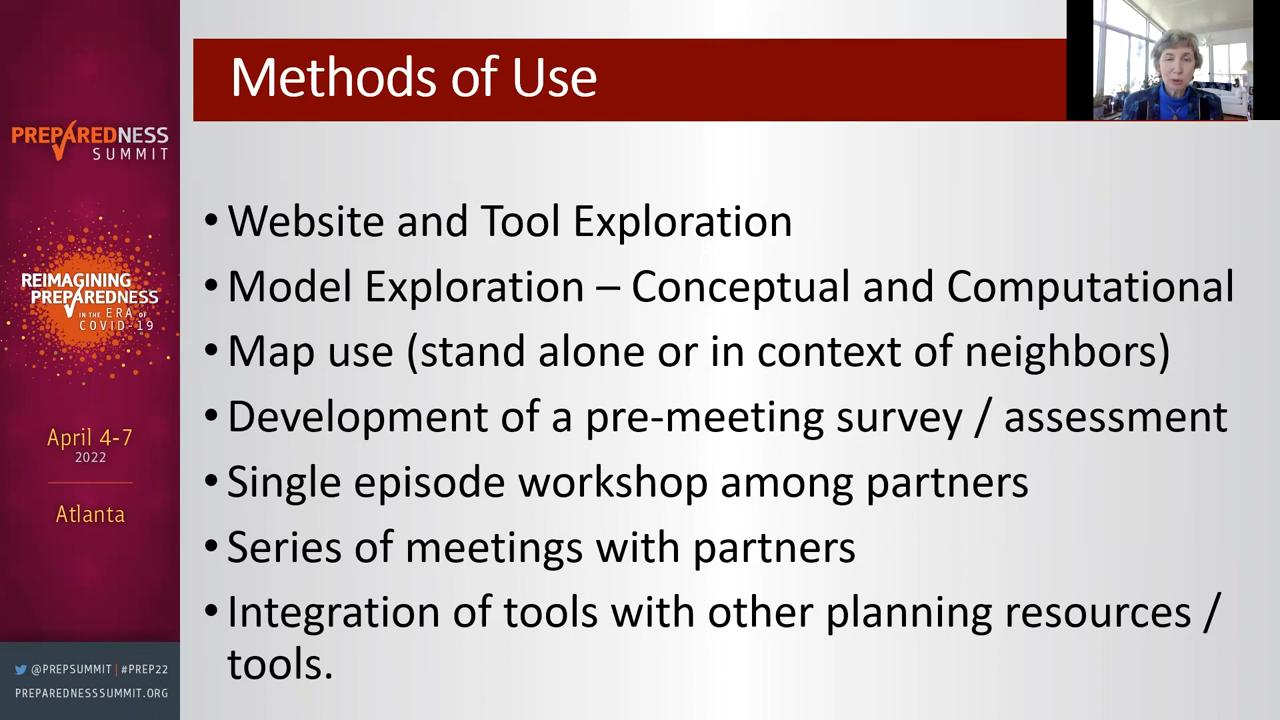 PREPAREDNESS
SUMMIT
REIMAGINING
PREPAREDNESS
IN THE ERA OF
COVID-19
April 4-7
2022
Atlanta
@PREPSUMMIT | #PREP22
PREPAREDNESSSUMMIT.ORG
Methods of Use
• Website and Tool Exploration
• Model Exploration – Conceptual and Computational
• Map use (stand alone or in context of neighbors)
• Development of a pre-meeting survey / assessment
• Single episode workshop among partners
• Series of meetings with partners
• Integration of tools with other planning resources /
tools.